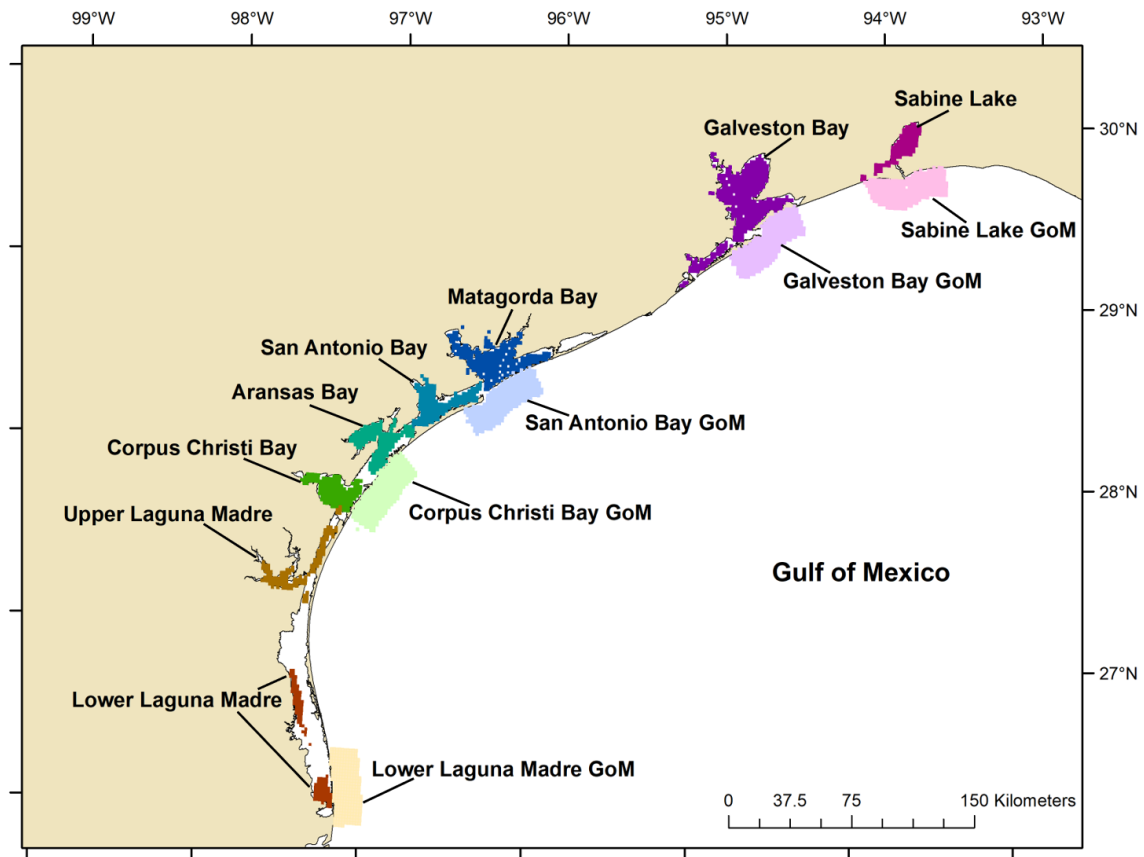 99°W 98°W 97°W 96°W 95°W 94°W 93°W
Sabine Lake
Galveston Bay
30°N
Sabine Lake GoM
Galveston Bay GoM
Matagorda Bay
29°N
San Antonio Bay
Aransas Bay
San Antonio Bay GoM
Corpus Christi Bay
28°N
Corpus Christi Bay GoM
Upper Laguna Madre
Gulf of Mexico
27°N
Lower Laguna Madre
Lower Laguna Madre GoM
0 37.5 75 150 Kilometers